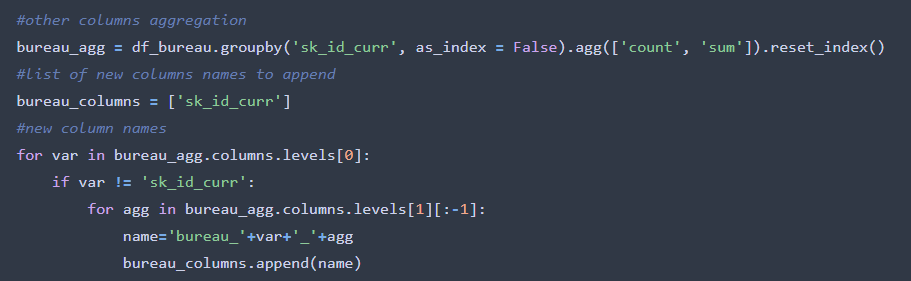 #other columns aggregation
bureau_agg = df_bureau.groupby('sk_id_curr', as_index = False).agg(['count', 'sum']).reset_index()
#list of new columns names to append
bureau_columns = ['sk_id_curr']
#new column names
for var in bureau_agg.columns.levels[0]:
    if var != 'sk_id_curr':
        for agg in bureau_agg.columns.levels[1][:-1]:
            name='bureau_'+var+'_'+agg
            bureau_columns.append(name)